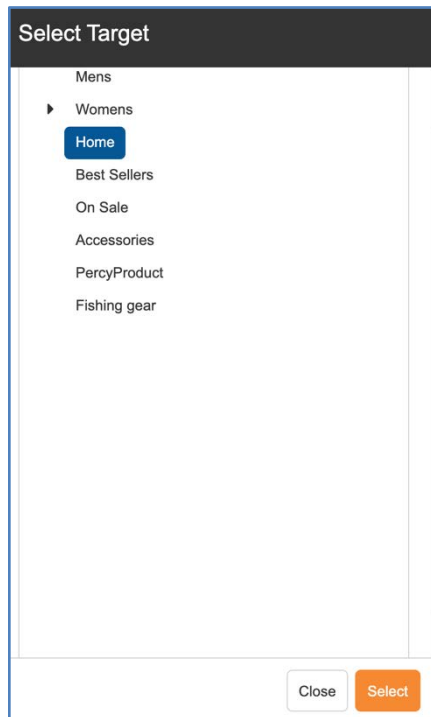 Select Target
Mens
Womens
Home
Best Sellers
On Sale
Accessories
PercyProduct
Fishing gear
Close Select